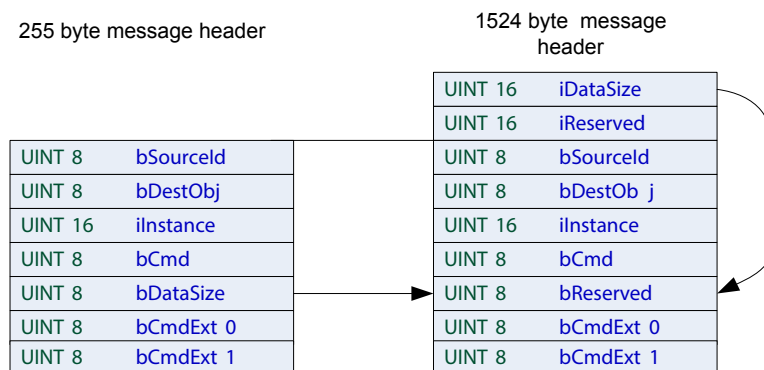 255 byte message header
1524 byte message
header
UINT 8 bSourceId
UINT 8 bDestObj
UINT 16 iInstance
UINT 8 bCmd
UINT 8 bDataSize
UINT 8 bCmdExt 0
UINT 8 bCmdExt 1
UINT 16 iDataSize
UINT 16 iReserved
UINT 8 bSourceId
UINT 8 bDestOb j
UINT 16 iInstance
UINT 8 bCmd
UINT 8 bReserved
UINT 8 bCmdExt 0
UINT 8 bCmdExt 1